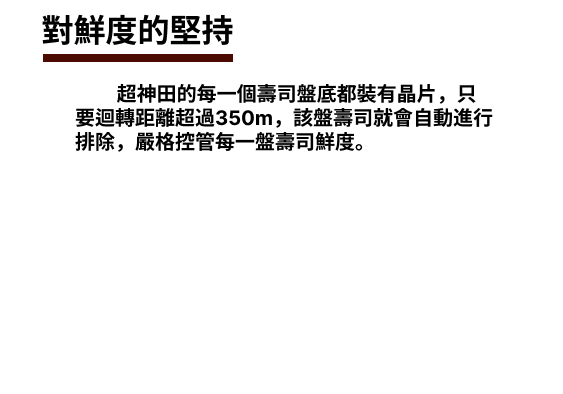 對鮮度的堅持
超神田的每一個壽司盤底都裝有晶片，只
要迴轉距離超過350m，該盤壽司就會自動進行
排除，嚴格控管每一盤壽司鮮度。